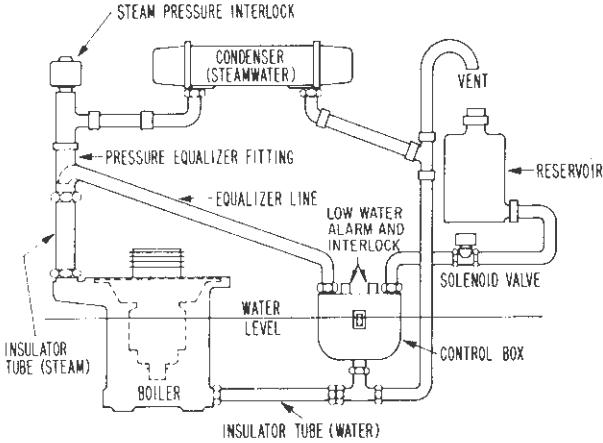 STEAM PRESSURE INTERLOCK
CONDENSER
(STEAMWATER)
VENT
PRESSURE EQUALIZER FITTING
RESERVOIR
EQUALIZER LINE
LOW WATER
ALARM AND
INTERLOCK
SOLENOID VALVE
WATER
LEVEL
INSULATOR
TUBE (STEAM)
CONTROL BOX
BOILER
INSULATOR TUBE (WATER)